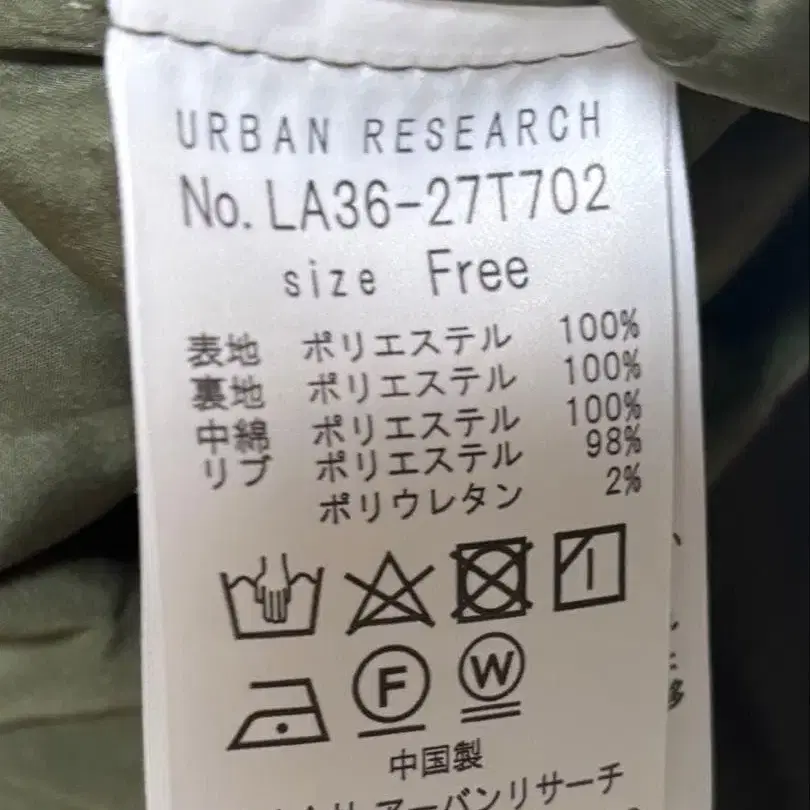 URBAN RESEARCH
No. LA36-27T702
size Free
表地 ポリエステル 100%
裏地 ポリエステル 100%
中綿 ポリエステル 100%
リブ ポリエステル 98%
ポリウレタン 2%
F W
中国製
アーバンリサーチ